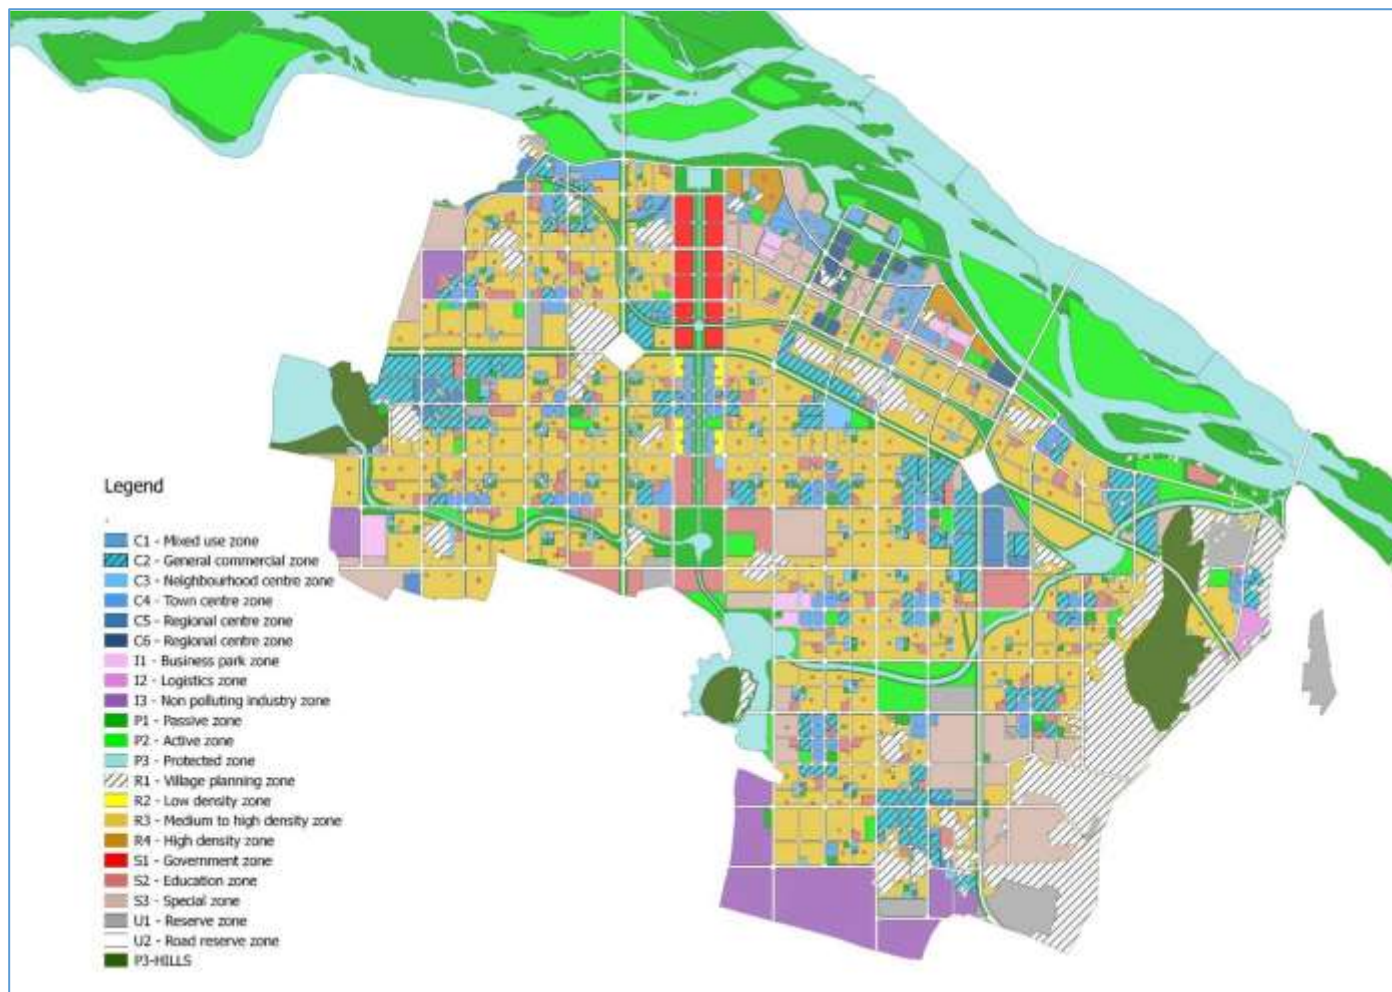 Legend
C1 - Mixed use zone
C2 - General commercial zone
C3 - Neighbourhood centre zone
C4 - Town centre zone
C5 - Regional centre zone
C6 - Regional centre zone
I1 - Business park zone
I2 - Logistics zone
I3 - Non polluting industry zone
P1 - Passive zone
P2 - Active zone
P3 - Protected zone
R1 - Village planning zone
R2 - Low density zone
R3 - Medium to high density zone
R4 - High density zone
S1 - Government zone
S2 - Education zone
S3 - Special zone
U1 - Reserve zone
U2 - Road reserve zone
P3-HILLS